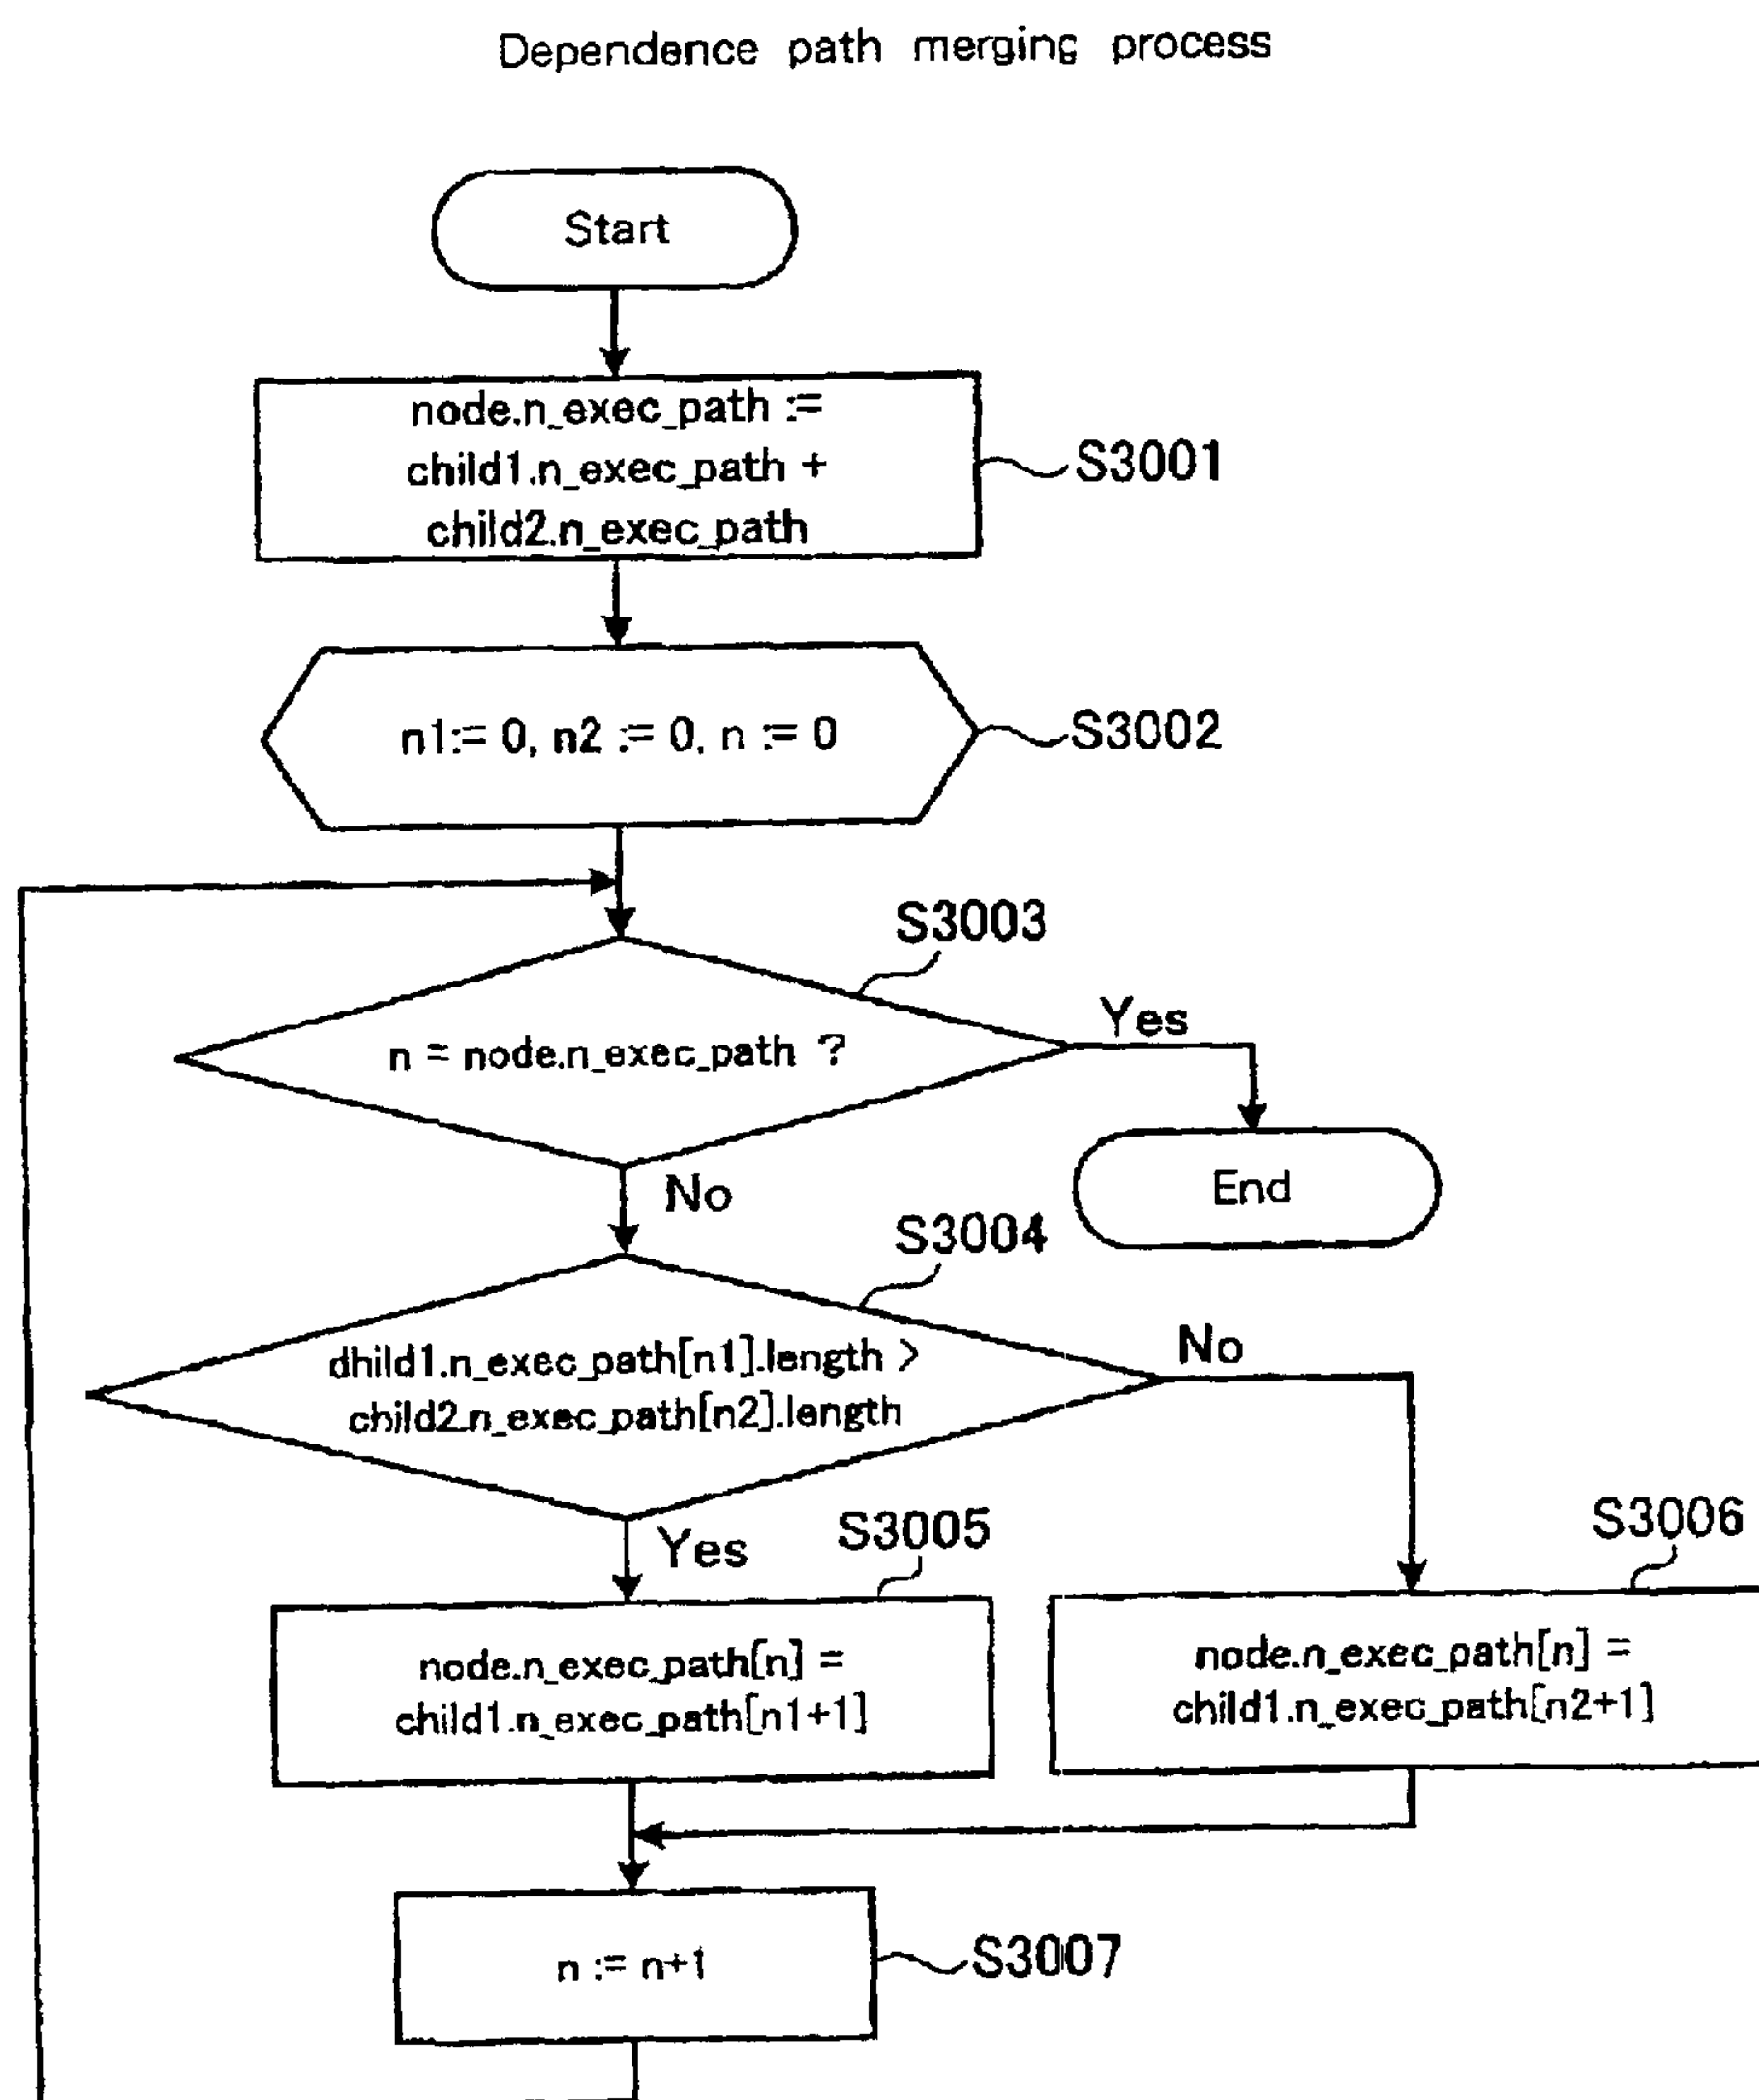 Dependence path merging process
Start
node.n_exec_path :=
child1.n_exec_path +
child2.n_exec_path
S3001
n1:= 0, n2 := 0, n := 0
S3002
S3003
n = node.n_exec_path ?
Yes
End
No
S3004
dhild1.n_exec_path[n1].length >
child2.n_exec_path[n2].length
No
Yes
S3005
S3006
node.n_exec_path[n] =
child1.n_exec_path[n1+1]
node.n_exec_path[n] =
child1.n_exec_path[n2+1]
n := n+1
S3007